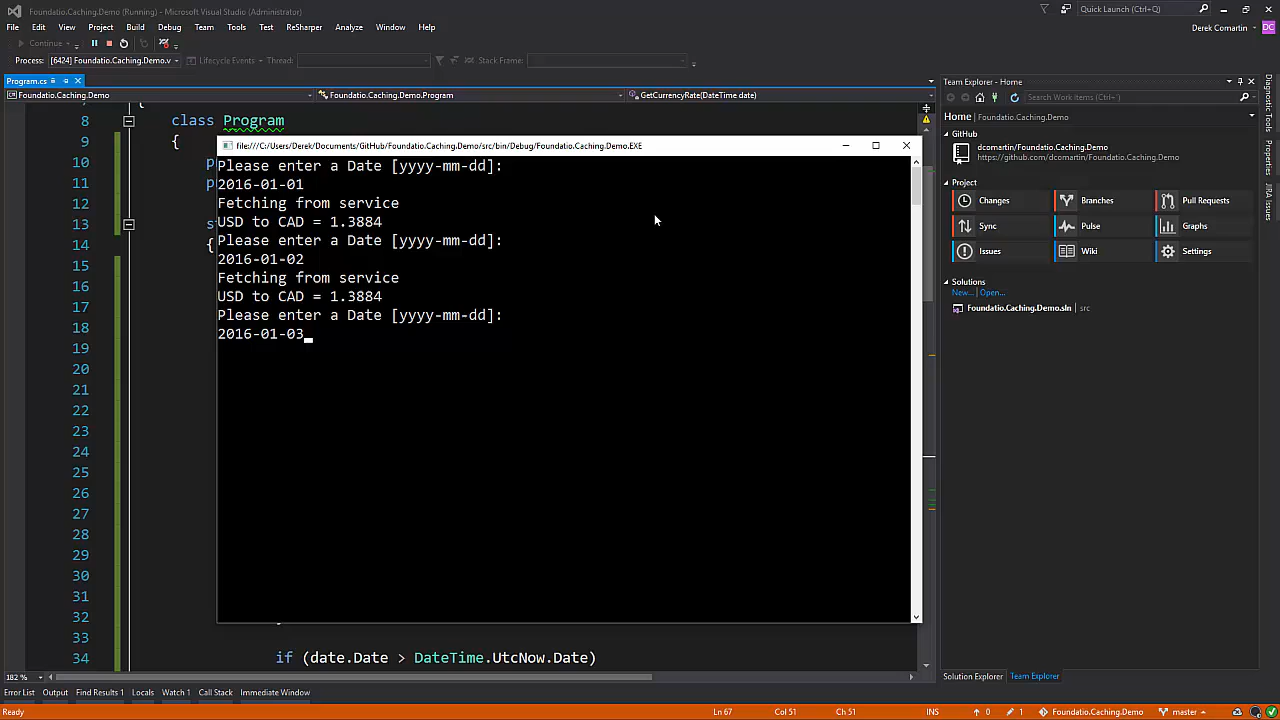 Foundatio.Caching.Demo (Running) - Microsoft Visual Studio (Administrator)
Quick Launch (Ctrl+Q)
File Edit View Project Build Debug Team Tools Test ReSharper Analyze Window Help
Derek Comartin DC
Continue
Process: [6424] Foundatio.Caching.Demo.v Lifecycle Events Thread: Stack Frame:
Program.cs
Foundatio.Caching.Demo Foundatio.Caching.Demo.Program GetCurrencyRate(DateTime date)
8 class Program
9 {
10 p
11 p
12
13 s
14 {
15
16
17
18
19
20
21
22
23
24
25
26
27
28
29
30
31
32
33
34 if (date.Date > DateTime.UtcNow.Date)
file:///C:/Users/Derek/Documents/GitHub/Foundatio.Caching.Demo/src/bin/Debug/Foundatio.Caching.Demo.EXE
Please enter a Date [yyyy-mm-dd]:
2016-01-01
Fetching from service
USD to CAD = 1.3884
Please enter a Date [yyyy-mm-dd]:
2016-01-02
Fetching from service
USD to CAD = 1.3884
Please enter a Date [yyyy-mm-dd]:
2016-01-03
Team Explorer - Home
Search Work Items (Ctrl+')
Home | Foundatio.Caching.Demo
GitHub
dcomartin/Foundatio.Caching.Demo
https://github.com/dcomartin/Foundatio.Caching.Demo
Project
Changes Branches Pull Requests
Sync Pulse Graphs
Issues Wiki Settings
Solutions
New... | Open...
Foundatio.Caching.Demo.sln | src
Diagnostic Tools
Properties
JIRA Issues
182 %
Solution Explorer Team Explorer
Error List Output Find Results 1 Locals Watch 1 Call Stack Immediate Window
Ready Ln 67 Col 51 Ch 51 INS 0 1 Foundatio.Caching.Demo master